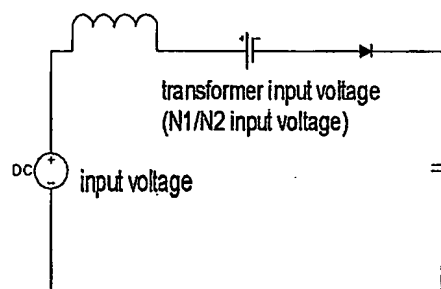 transformer input voltage
(N1/N2 input voltage)
DC
input voltage